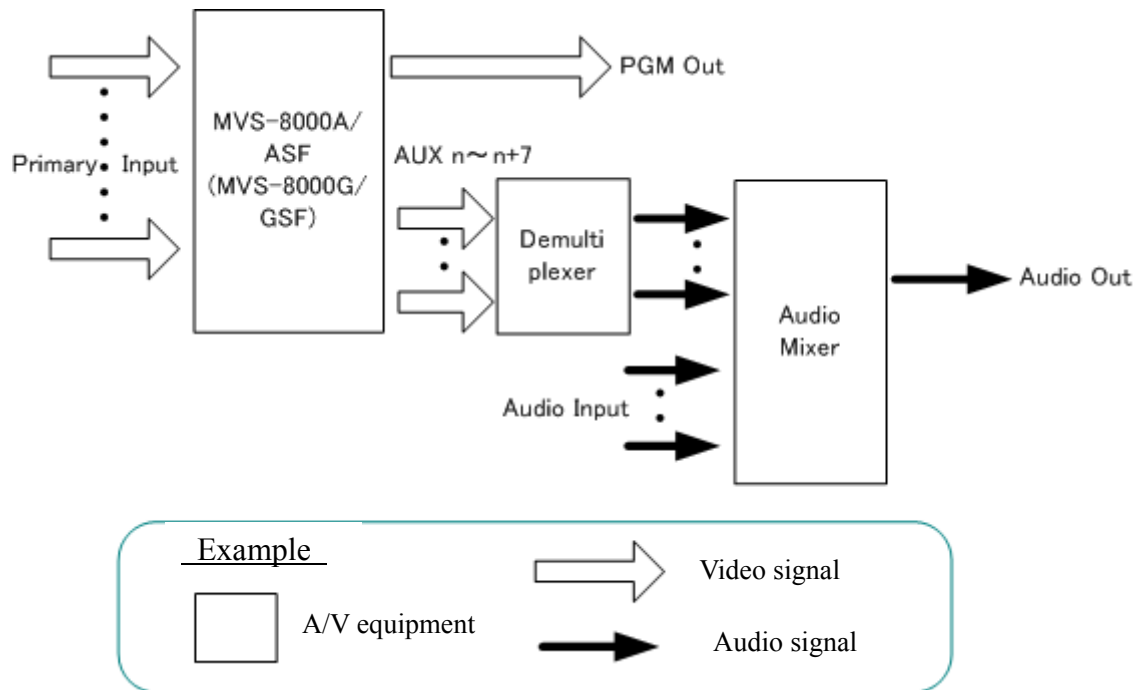 PGM Out
MVS-8000A/
ASF
(MVS-8000G/
GSF)
Primary Input
AUX n～n+7
Demulti
plexer
Audio
Mixer
Audio Out
Audio Input
Example
Video signal
A/V equipment
Audio signal